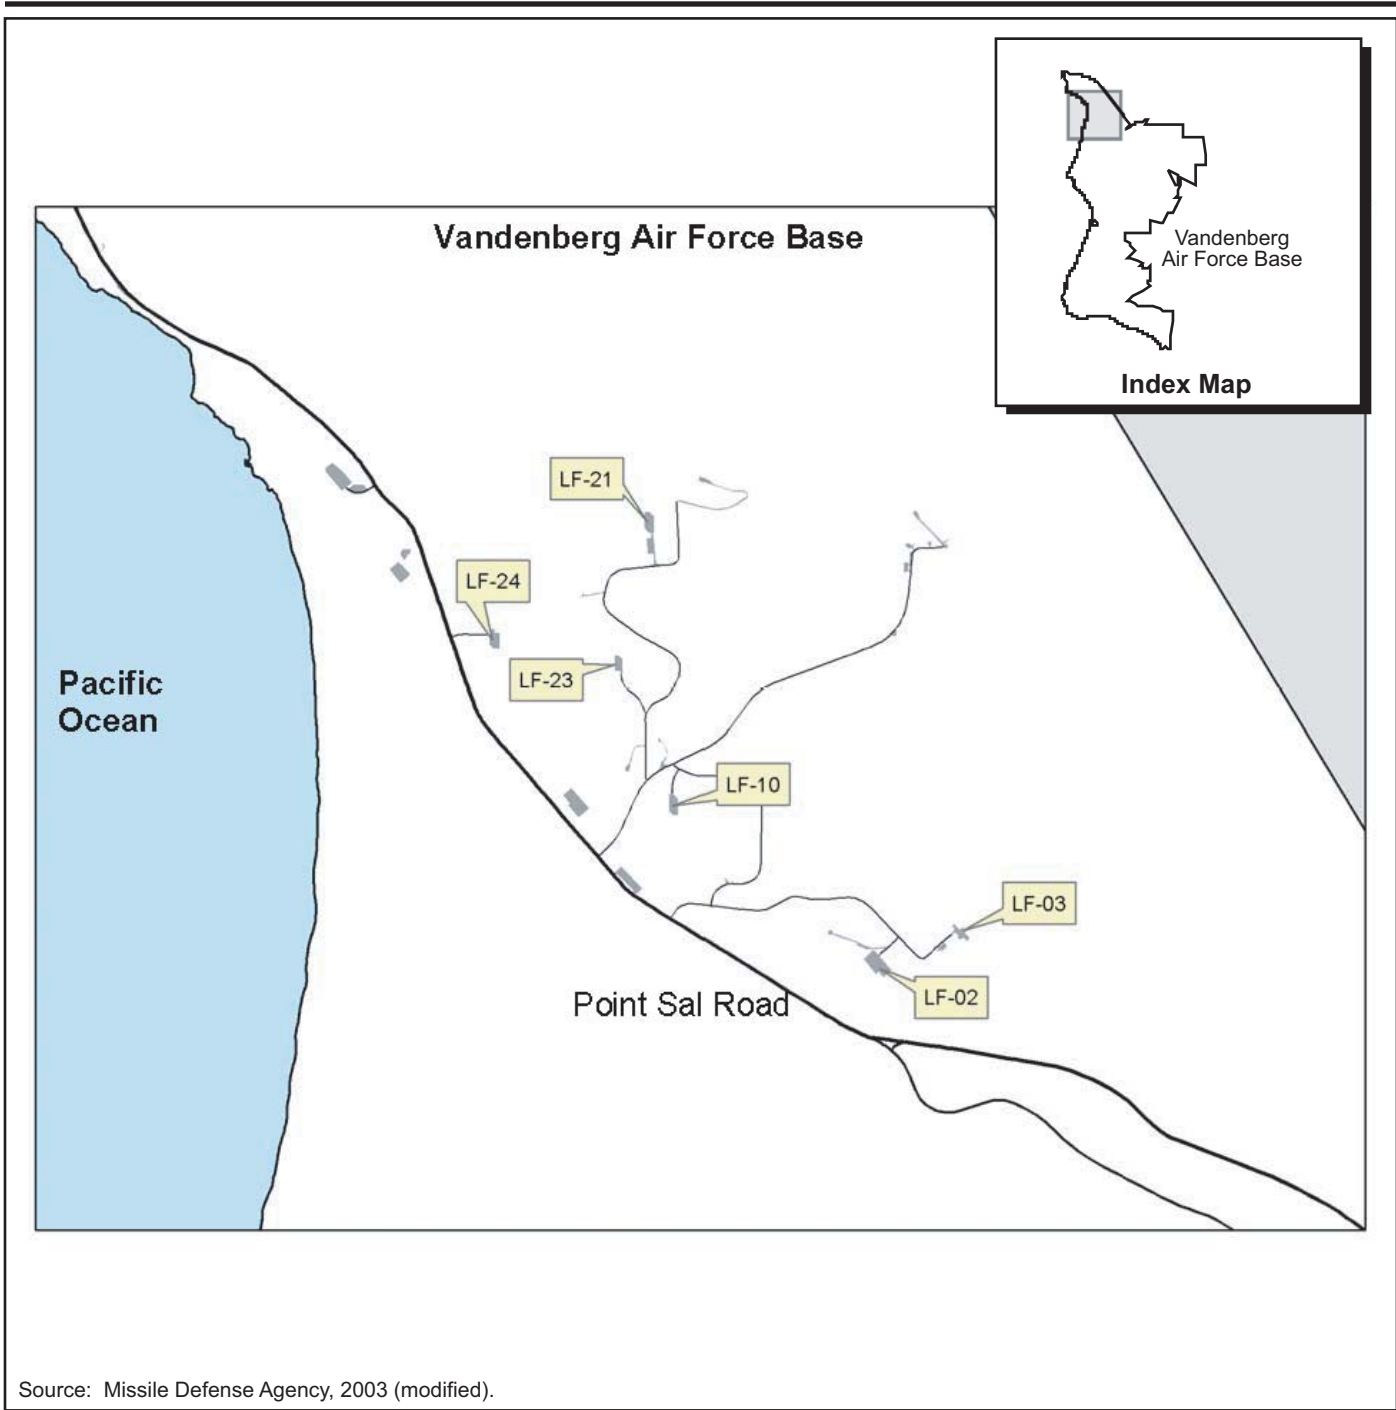 Vandenberg Air Force Base
Vandenberg
Air Force Base
Index Map
LF-21
LF-24
LF-23
Pacific
Ocean
LF-10
LF-03
LF-02
Point Sal Road
Source: Missile Defense Agency, 2003 (modified).